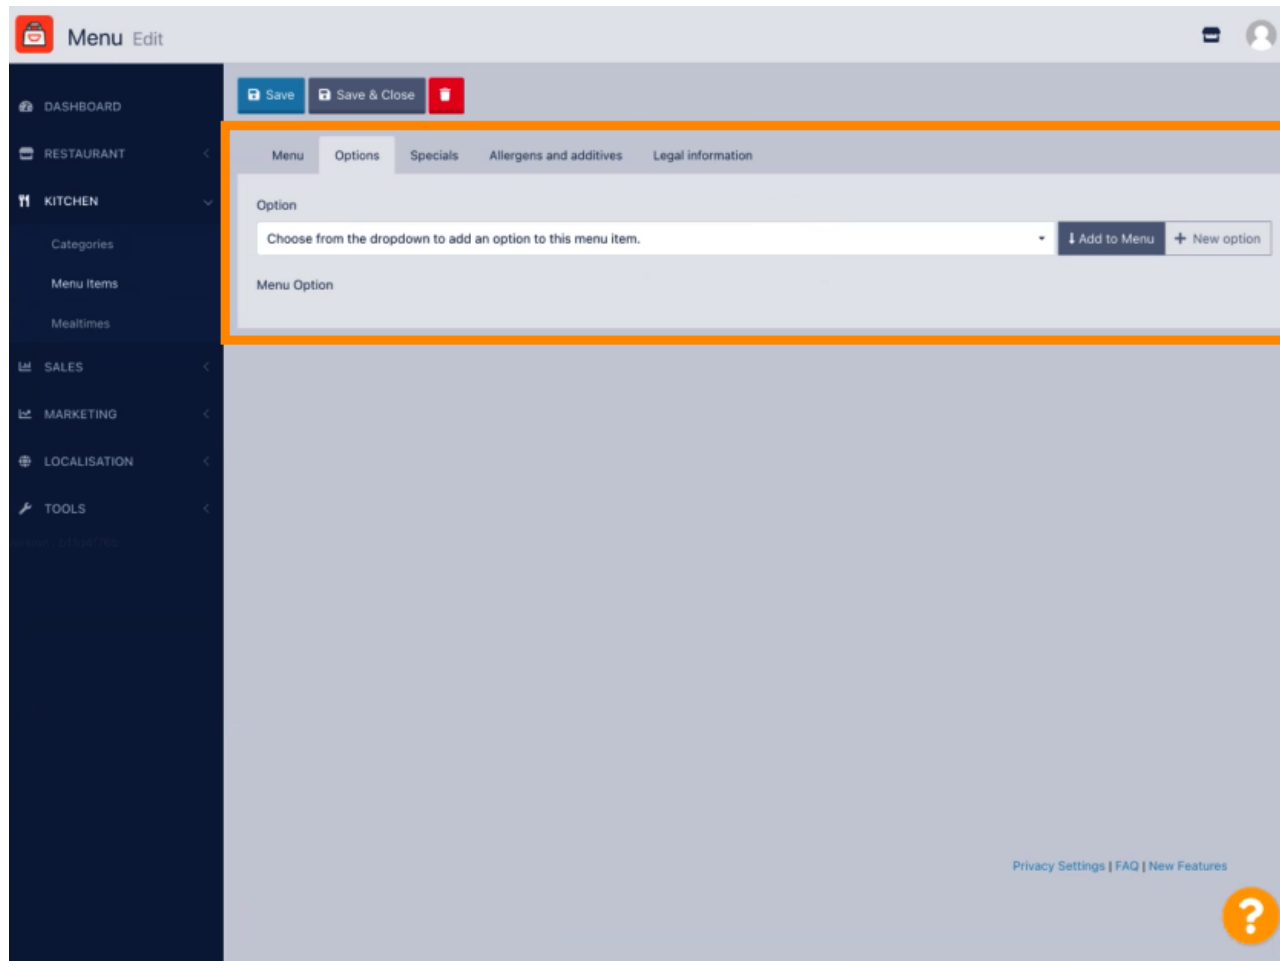 Menu Edit
Save Save & Close
DASHBOARD
RESTAURANT
KITCHEN
Categories
Menu Items
Mealtimes
SALES
MARKETING
LOCALISATION
TOOLS
Menu Options Specials Allergens and additives Legal information
Option
Choose from the dropdown to add an option to this menu item. Add to Menu + New option
Menu Option
Privacy Settings | FAQ | New Features
?